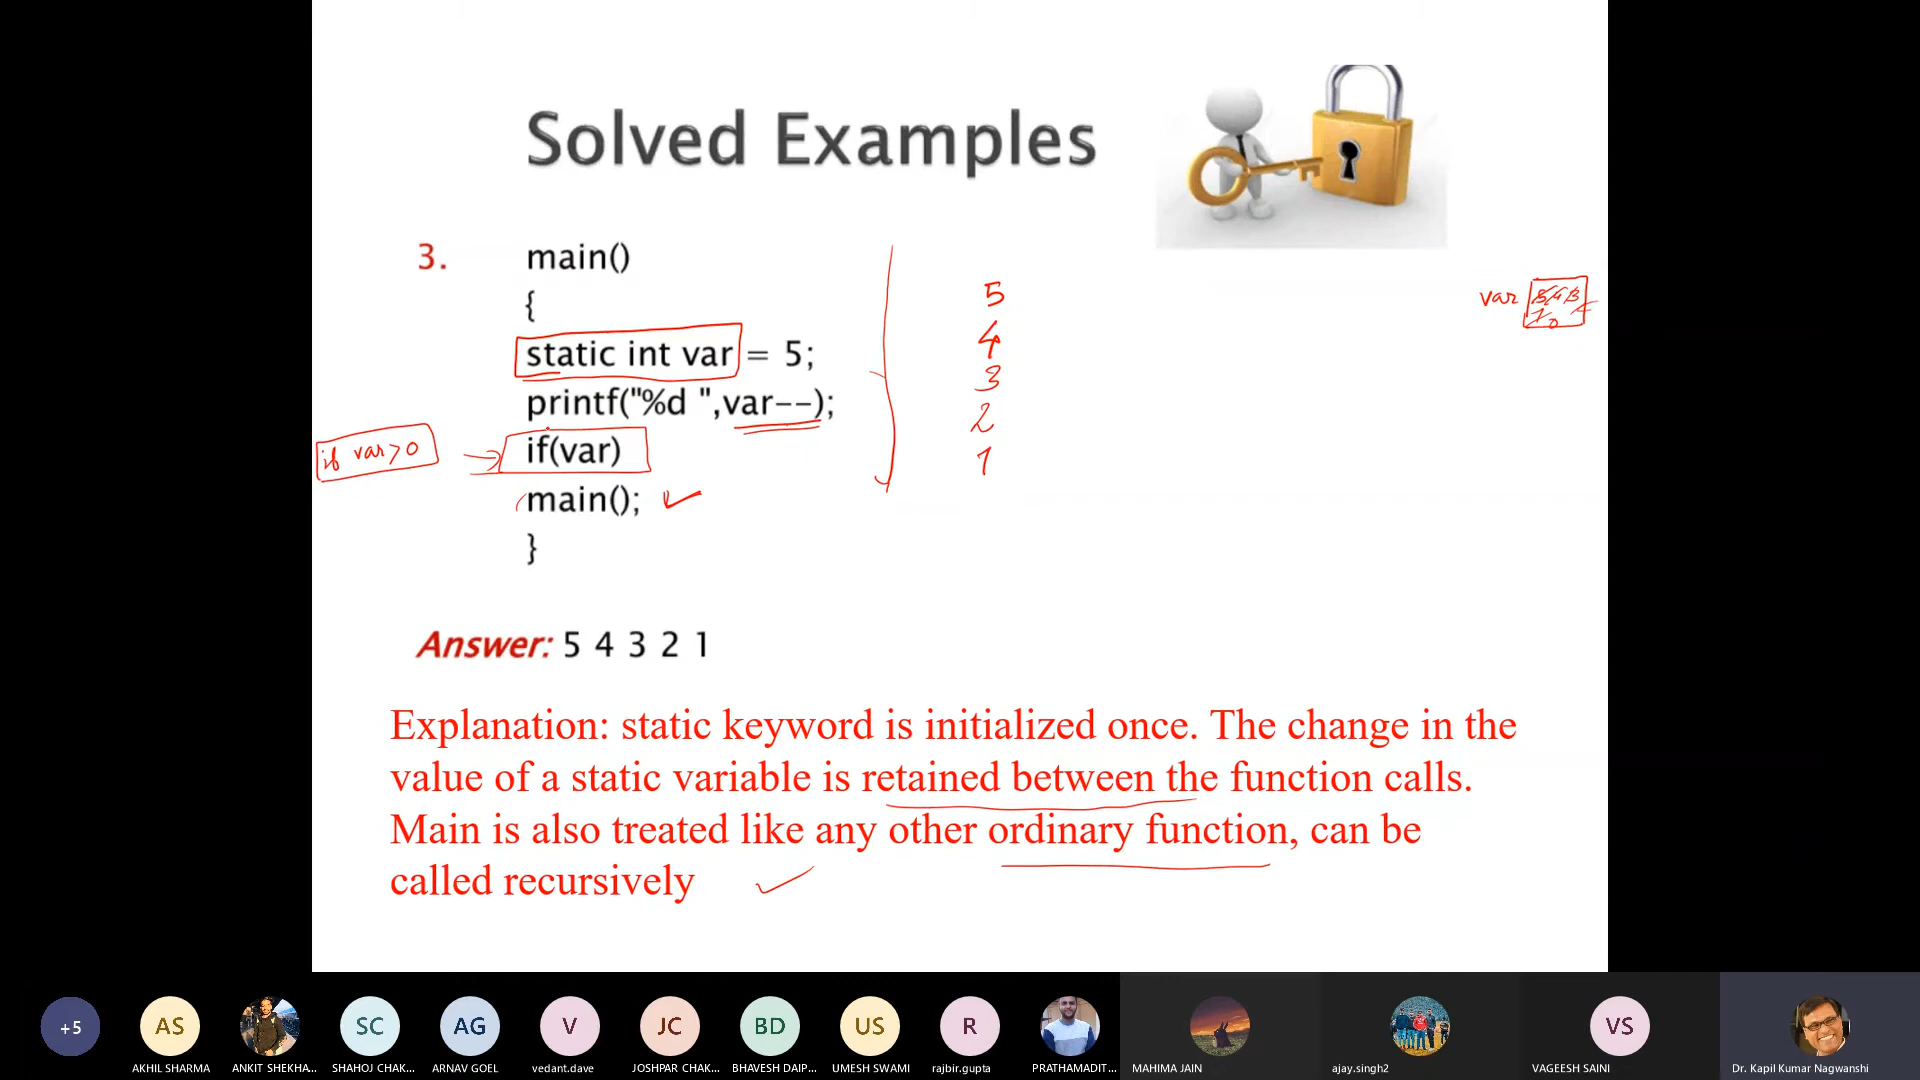 Solved Examples
3. main()
{
static int var = 5;
printf("%d ",var--);
if(var)
main();
}
if var>0
5
4
3
2
1
var
Answer: 5 4 3 2 1
Explanation: static keyword is initialized once. The change in the
value of a static variable is retained between the function calls.
Main is also treated like any other ordinary function, can be
called recursively
+5
AS
SC
AG
V
JC
BD
US
R
VS
AKHIL SHARMA
ANKIT SHEKHA...
SHAHOJ CHAK...
ARNAV GOEL
vedant.dave
JOSHPAR CHAK...
BHAVESH DAIP...
UMESH SWAMI
rajbir.gupta
PRATHAMADIT...
MAHIMA JAIN
ajay.singh2
VAGEESH SAINI
Dr. Kapil Kumar Nagwanshi